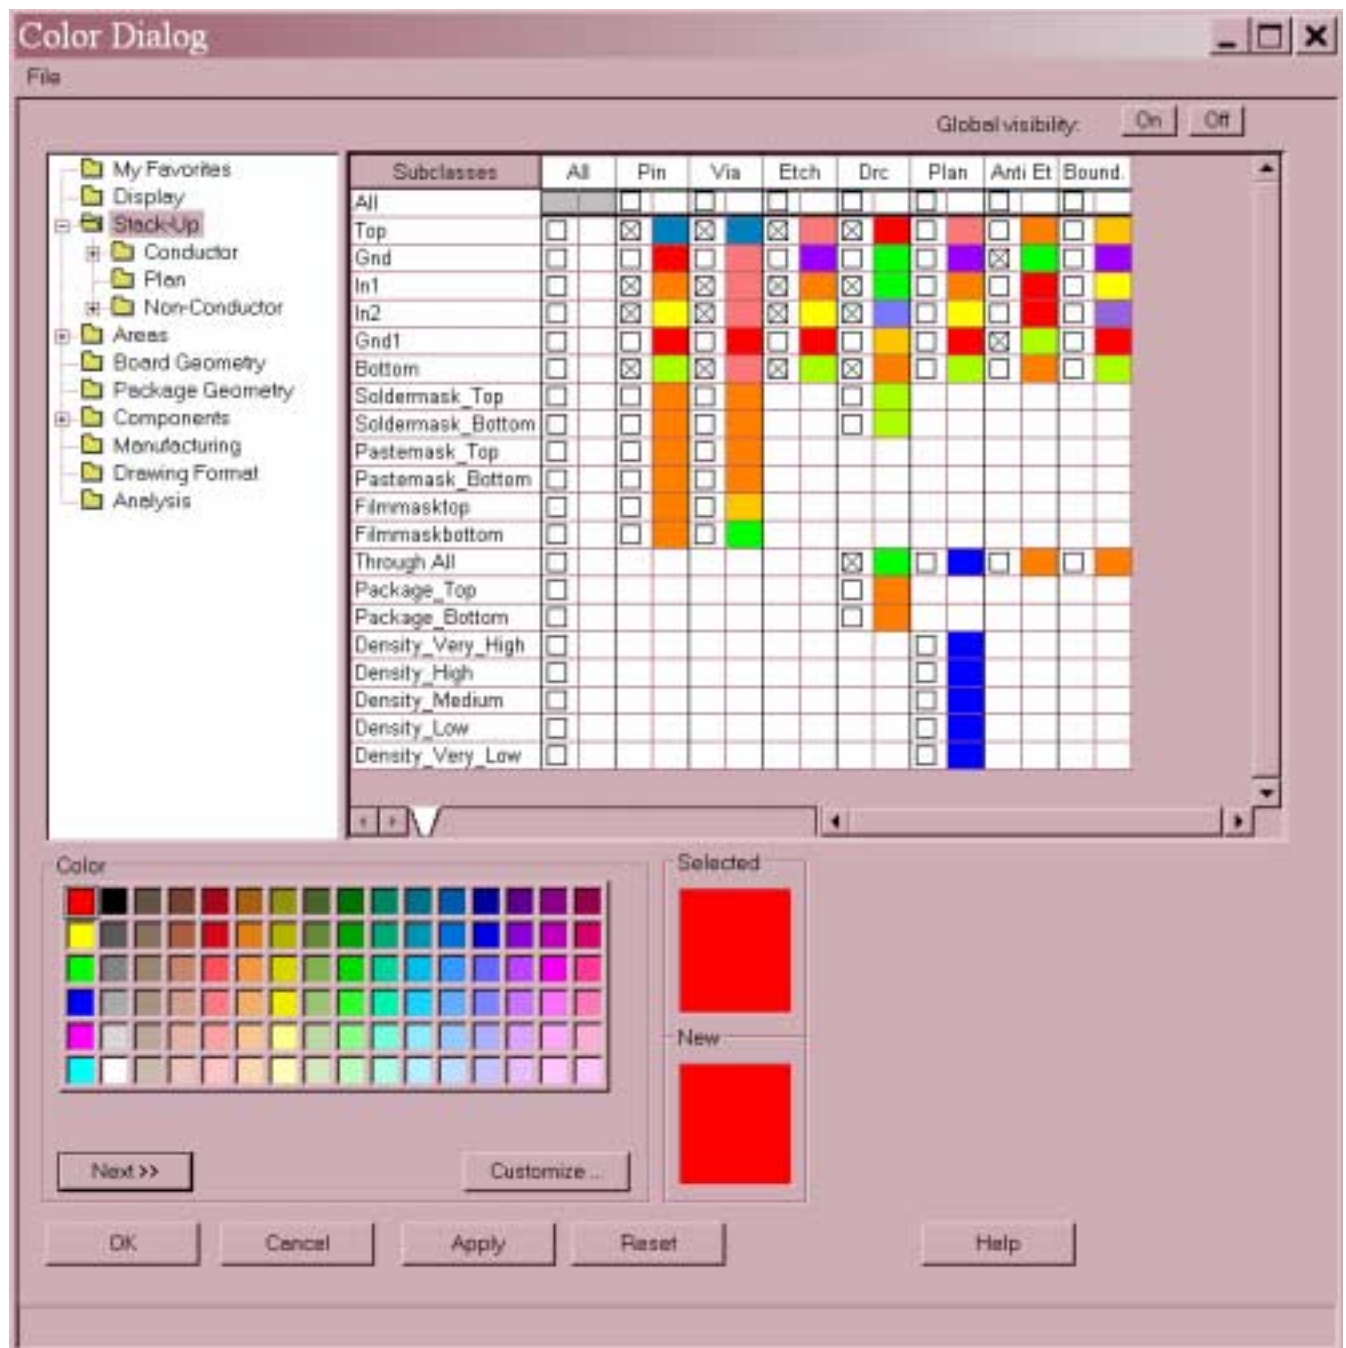 Color Dialog
File
Global visibility: On Off
My Favorites
Display
Stack-Up
Conductor
Plan
Non-Conductor
Areas
Board Geometry
Package Geometry
Components
Manufacturing
Drawing Format
Analysis
Subclasses All Pin Via Etch Drc Plan Anti Et Bound.
All
Top
Gnd
In1
In2
Gnd1
Bottom
Soldermask_Top
Soldermask_Bottom
Pastemask_Top
Pastemask_Bottom
Filmmasktop
Filmmaskbottom
Through All
Package_Top
Package_Bottom
Density_Very_High
Density_High
Density_Medium
Density_Low
Density_Very_Low
Color
Selected
New
Next >>
Customize ...
OK Cancel Apply Reset Help